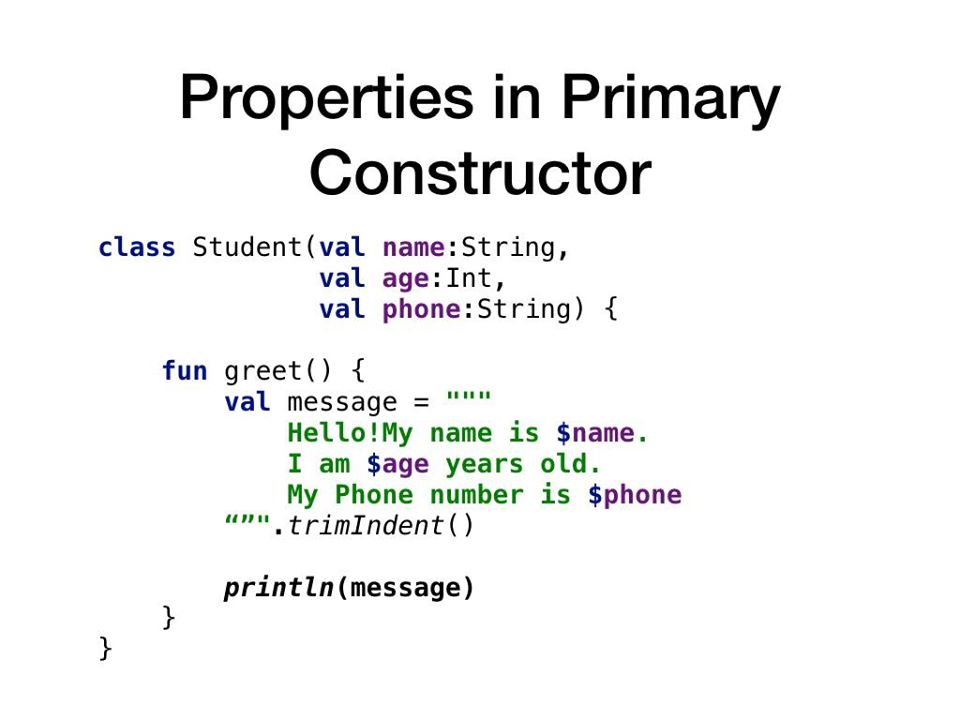 Properties in Primary
Constructor
class Student(val name:String,
              val age:Int,
              val phone:String) {
    fun greet() {
        val message = """
            Hello!My name is $name.
            I am $age years old.
            My Phone number is $phone
        “”".trimIndent()
        println(message)
    }
}